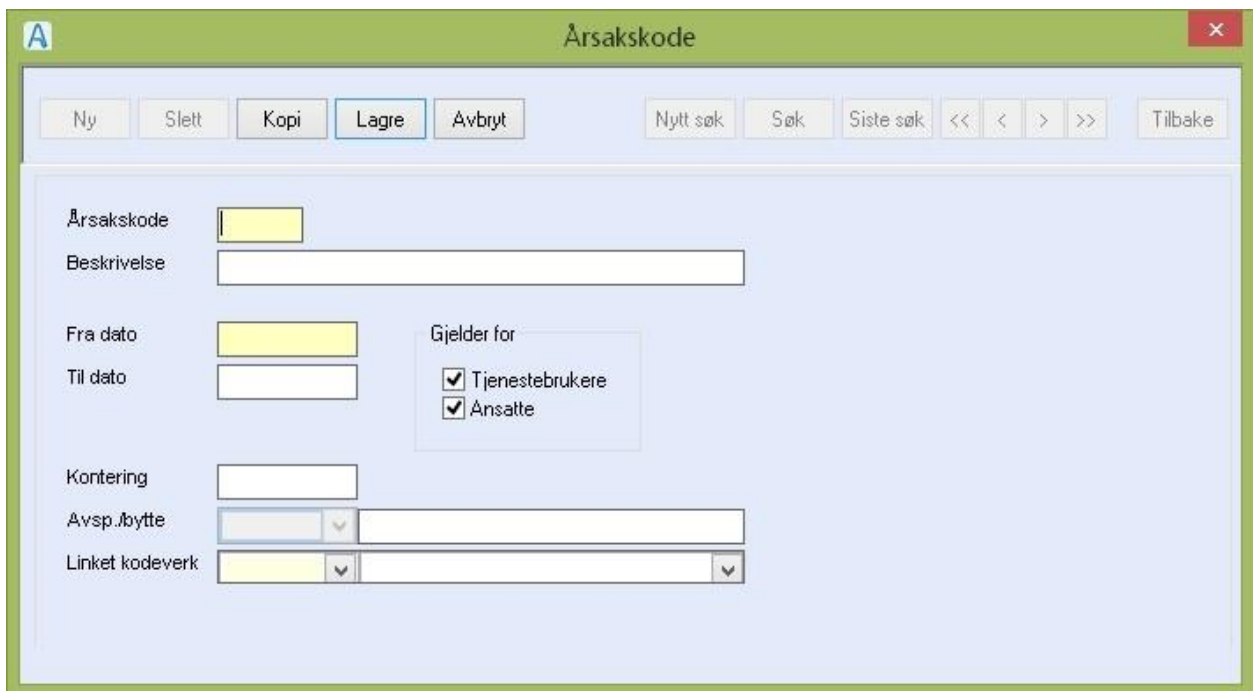 A Årsakskode
Ny Slett Kopi Lagre Avbryt Nytt søk Søk Siste søk << < > >> Tilbake
Årsakskode
Beskrivelse
Fra dato Gjelder for
Til dato Tjenestebrukere
Ansatte
Kontering
Avsp./bytte
Linket kodeverk